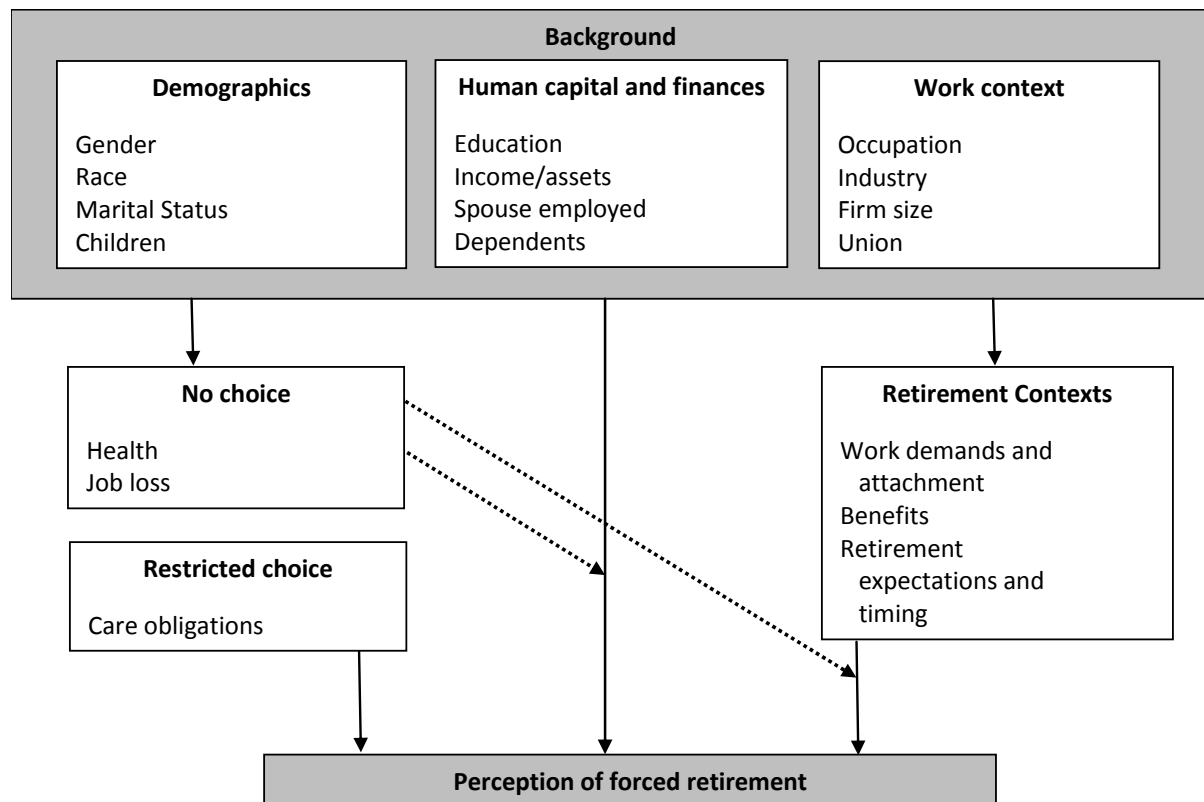 Background
Demographics
Gender
Race
Marital Status
Children
Human capital and finances
Education
Income/assets
Spouse employed
Dependents
Work context
Occupation
Industry
Firm size
Union
No choice
Health
Job loss
Restricted choice
Care obligations
Retirement Contexts
Work demands and
attachment
Benefits
Retirement
expectations and
timing
Perception of forced retirement